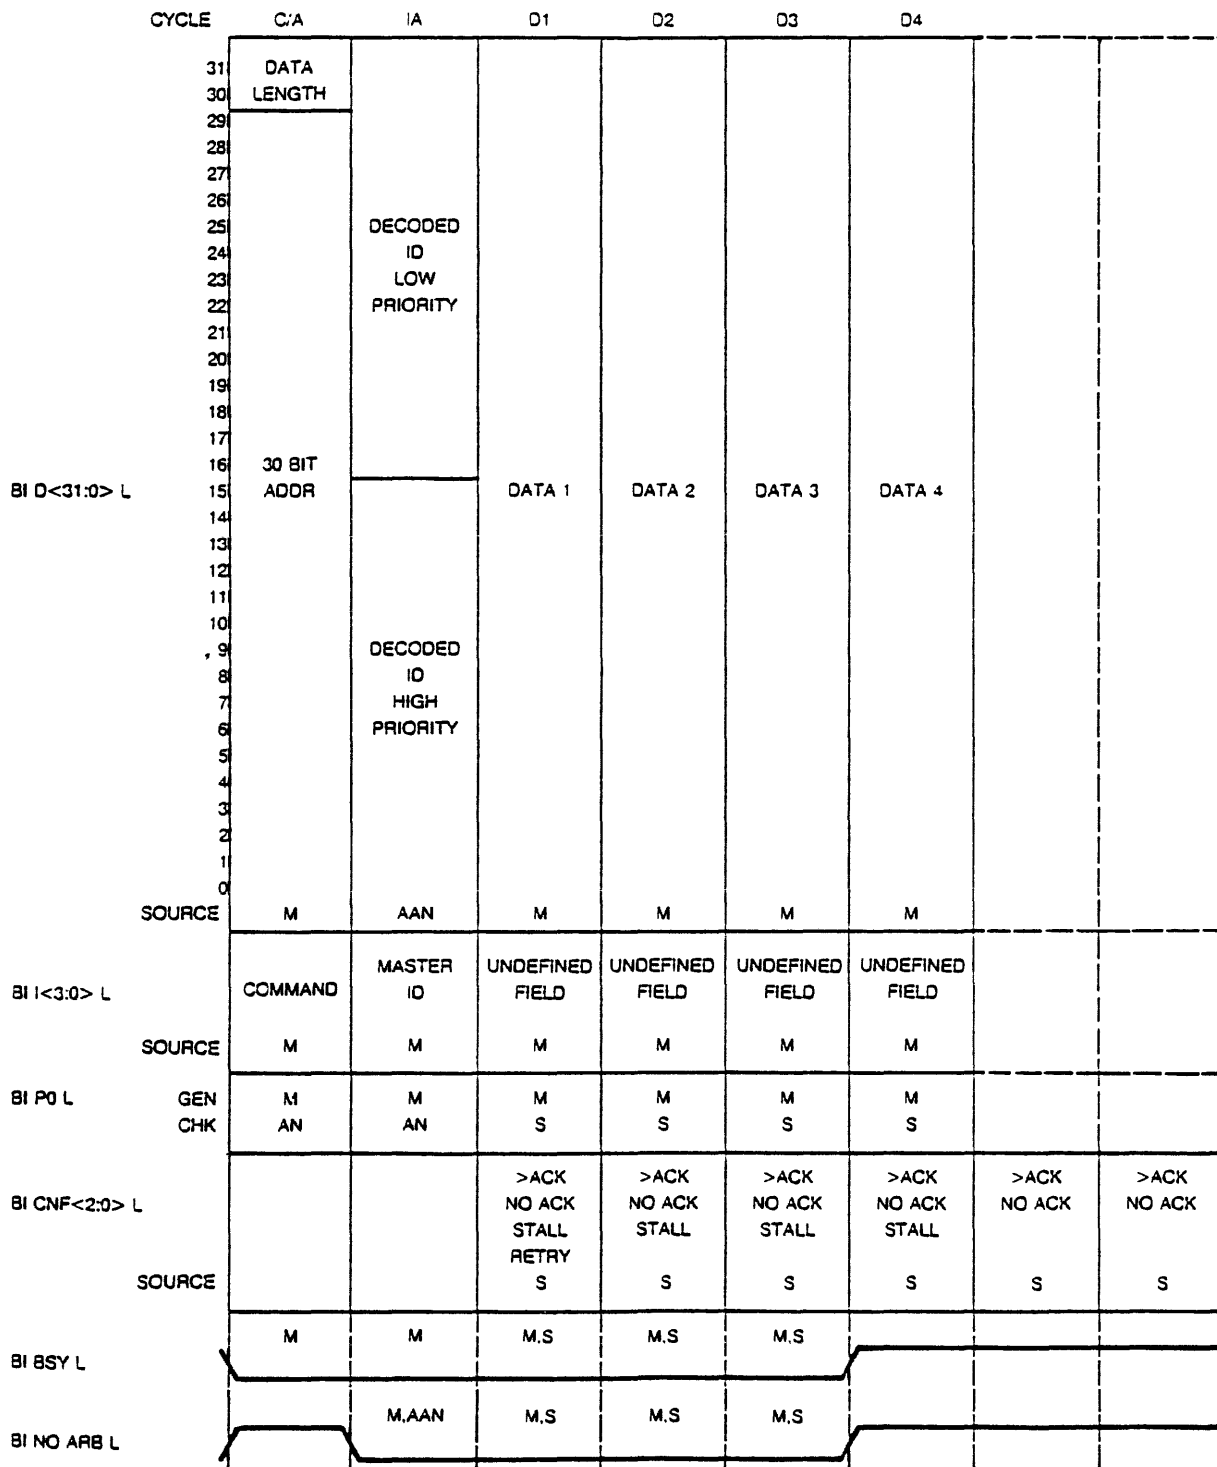 CYCLE C/A IA D1 D2 D3 D4
31 DATA
30 LENGTH
29
28
27
26
25 DECODED
24 ID
23 LOW
22 PRIORITY
21
20
19
18
17
16 30 BIT
BI D<31:0> L 15 ADDR DATA 1 DATA 2 DATA 3 DATA 4
14
13
12
11
10
9 DECODED
8 ID
7 HIGH
6 PRIORITY
5
4
3
2
1
0
SOURCE M AAN M M M M
MASTER UNDEFINED UNDEFINED UNDEFINED UNDEFINED
BI I<3:0> L COMMAND ID FIELD FIELD FIELD FIELD
SOURCE M M M M M M
BI P0 L GEN M M M M M M
CHK AN AN S S S S
>ACK >ACK >ACK >ACK >ACK >ACK
BI CNF<2:0> L NO ACK NO ACK NO ACK NO ACK NO ACK NO ACK
STALL STALL STALL STALL
RETRY
SOURCE S S S S S S
M M M,S M,S M,S
BI BSY L
M,AAN M,S M,S M,S
BI NO ARB L